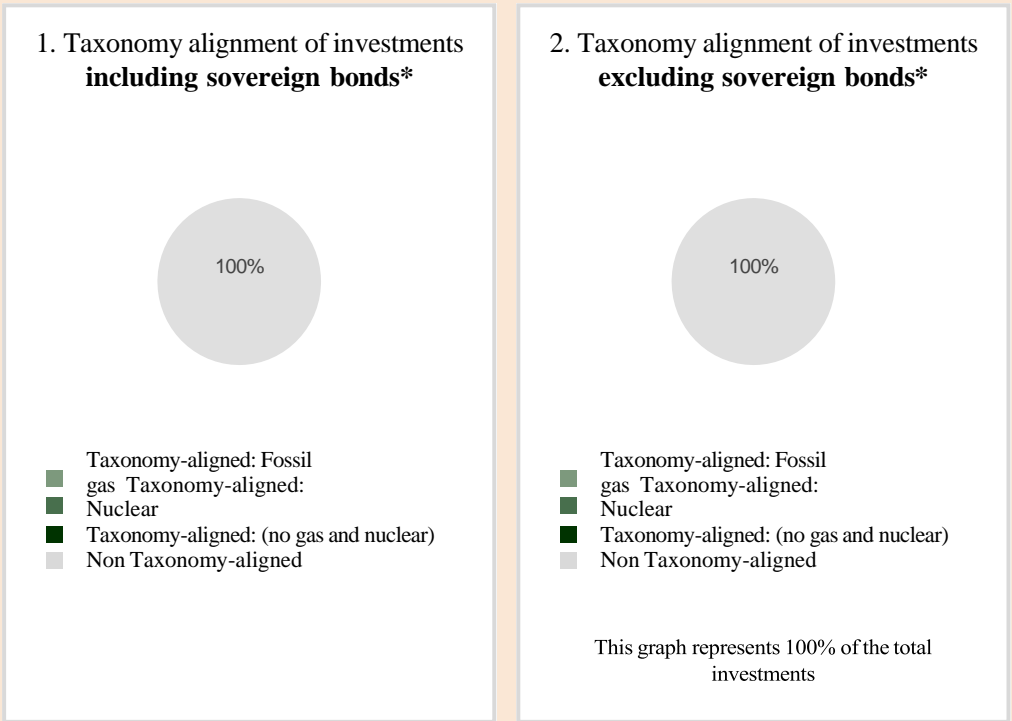 1. Taxonomy alignment of investments
including sovereign bonds*
100%
Taxonomy-aligned: Fossil
gas Taxonomy-aligned:
Nuclear
Taxonomy-aligned: (no gas and nuclear)
Non Taxonomy-aligned
2. Taxonomy alignment of investments
excluding sovereign bonds*
100%
Taxonomy-aligned: Fossil
gas Taxonomy-aligned:
Nuclear
Taxonomy-aligned: (no gas and nuclear)
Non Taxonomy-aligned
This graph represents 100% of the total
investments